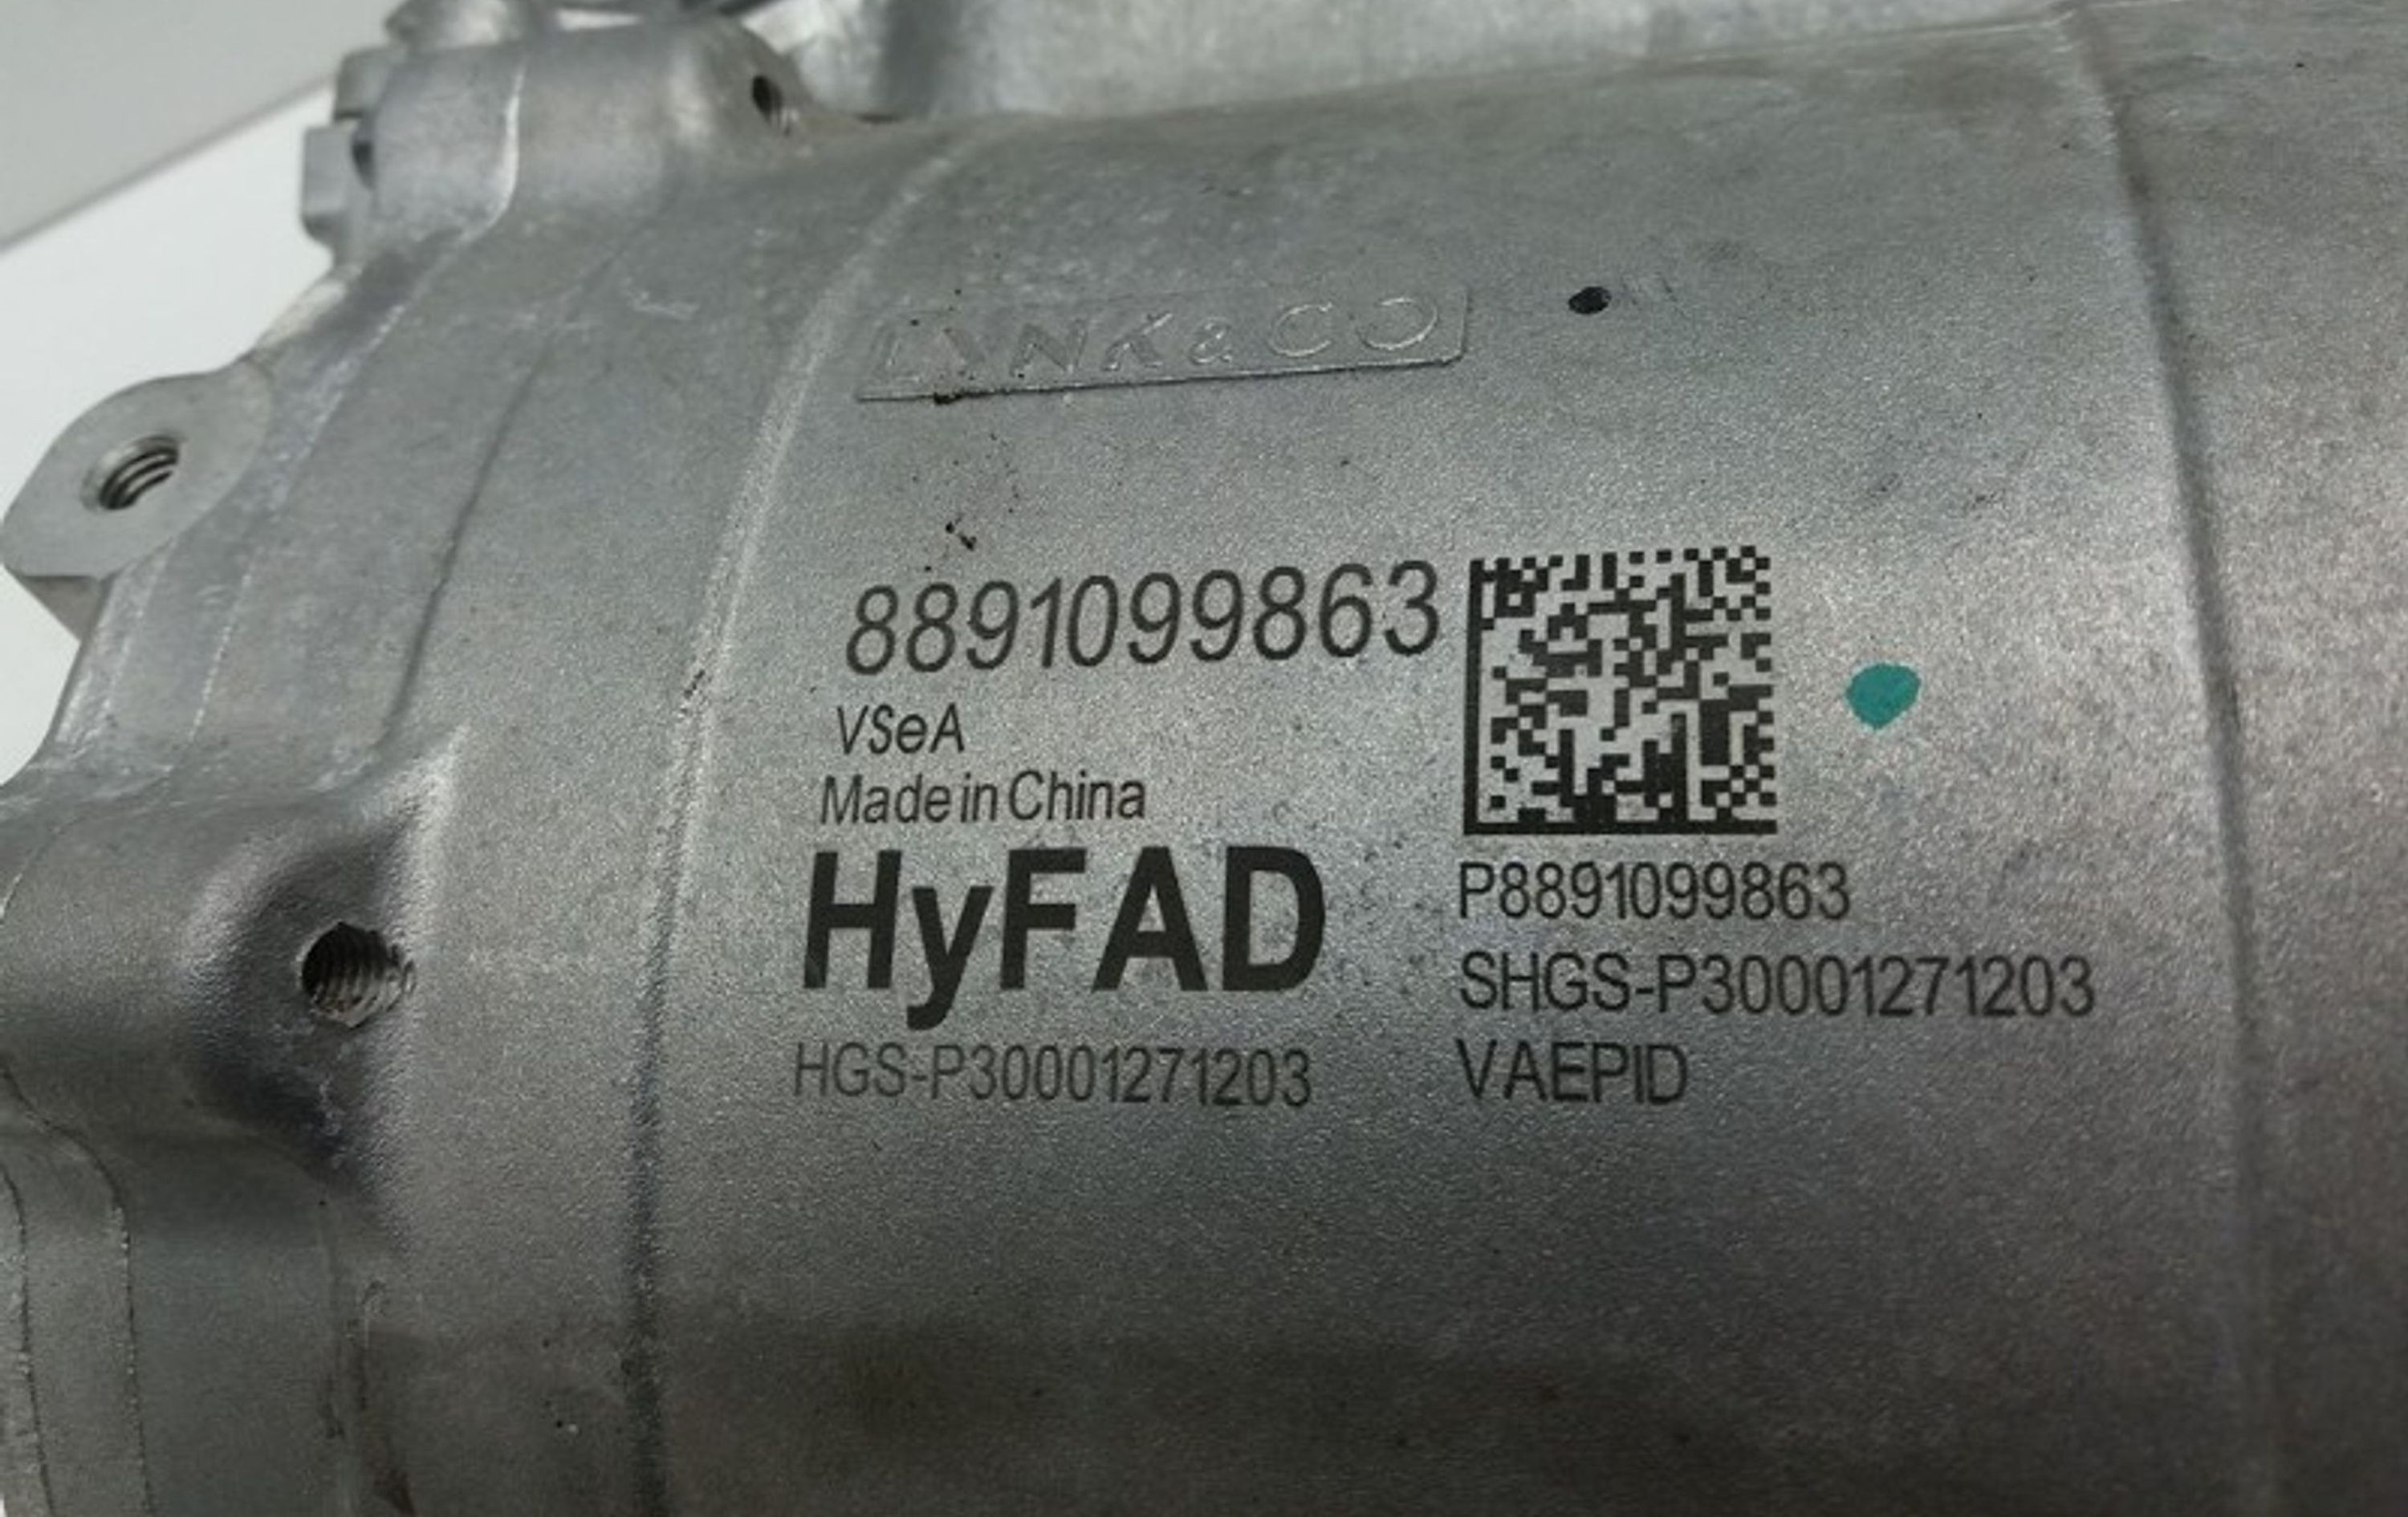 LYNK & CO
8891099863
VSeA
Made in China
HyFAD
HGS-P30001271203
P8891099863
SHGS-P30001271203
VAEPID